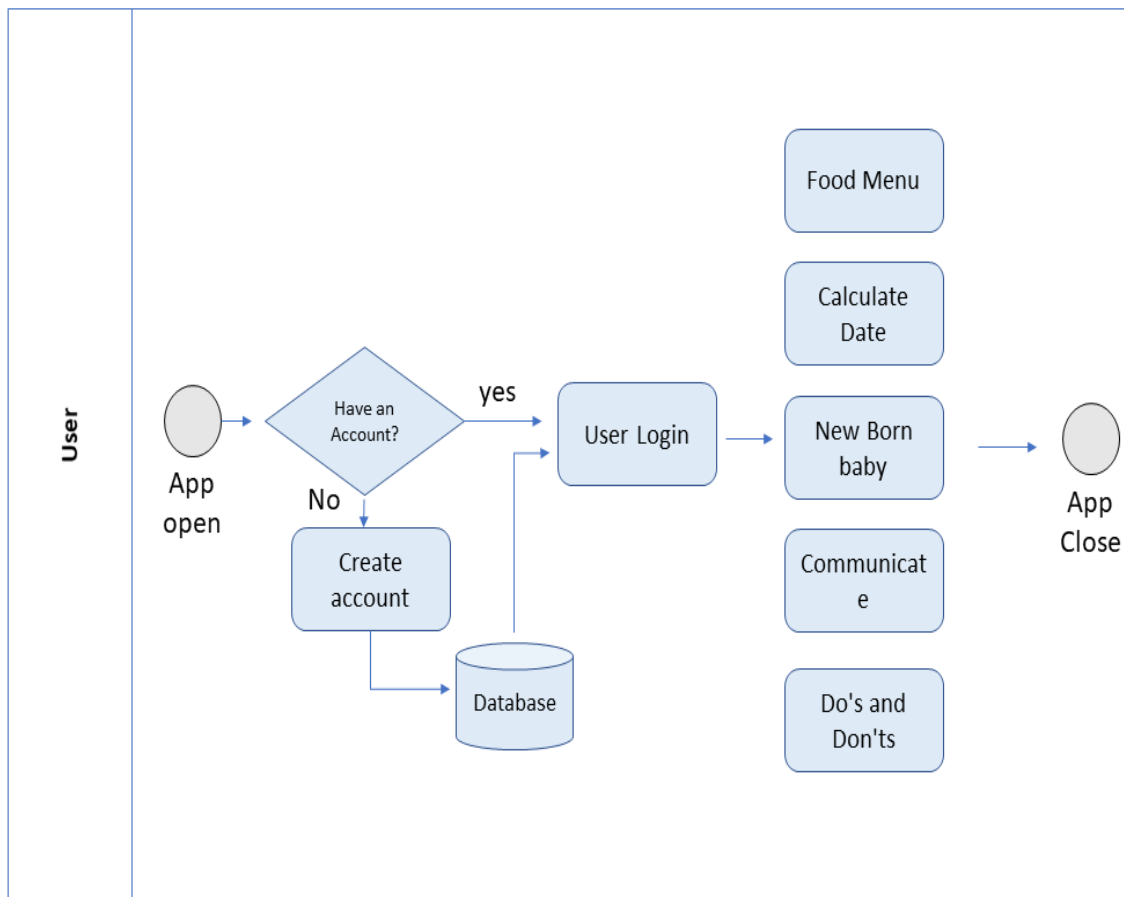 User
App
open
Have an
Account?
yes
No
Create
account
Database
User Login
Food Menu
Calculate
Date
New Born
baby
Communicat
e
Do's and
Don'ts
App
Close